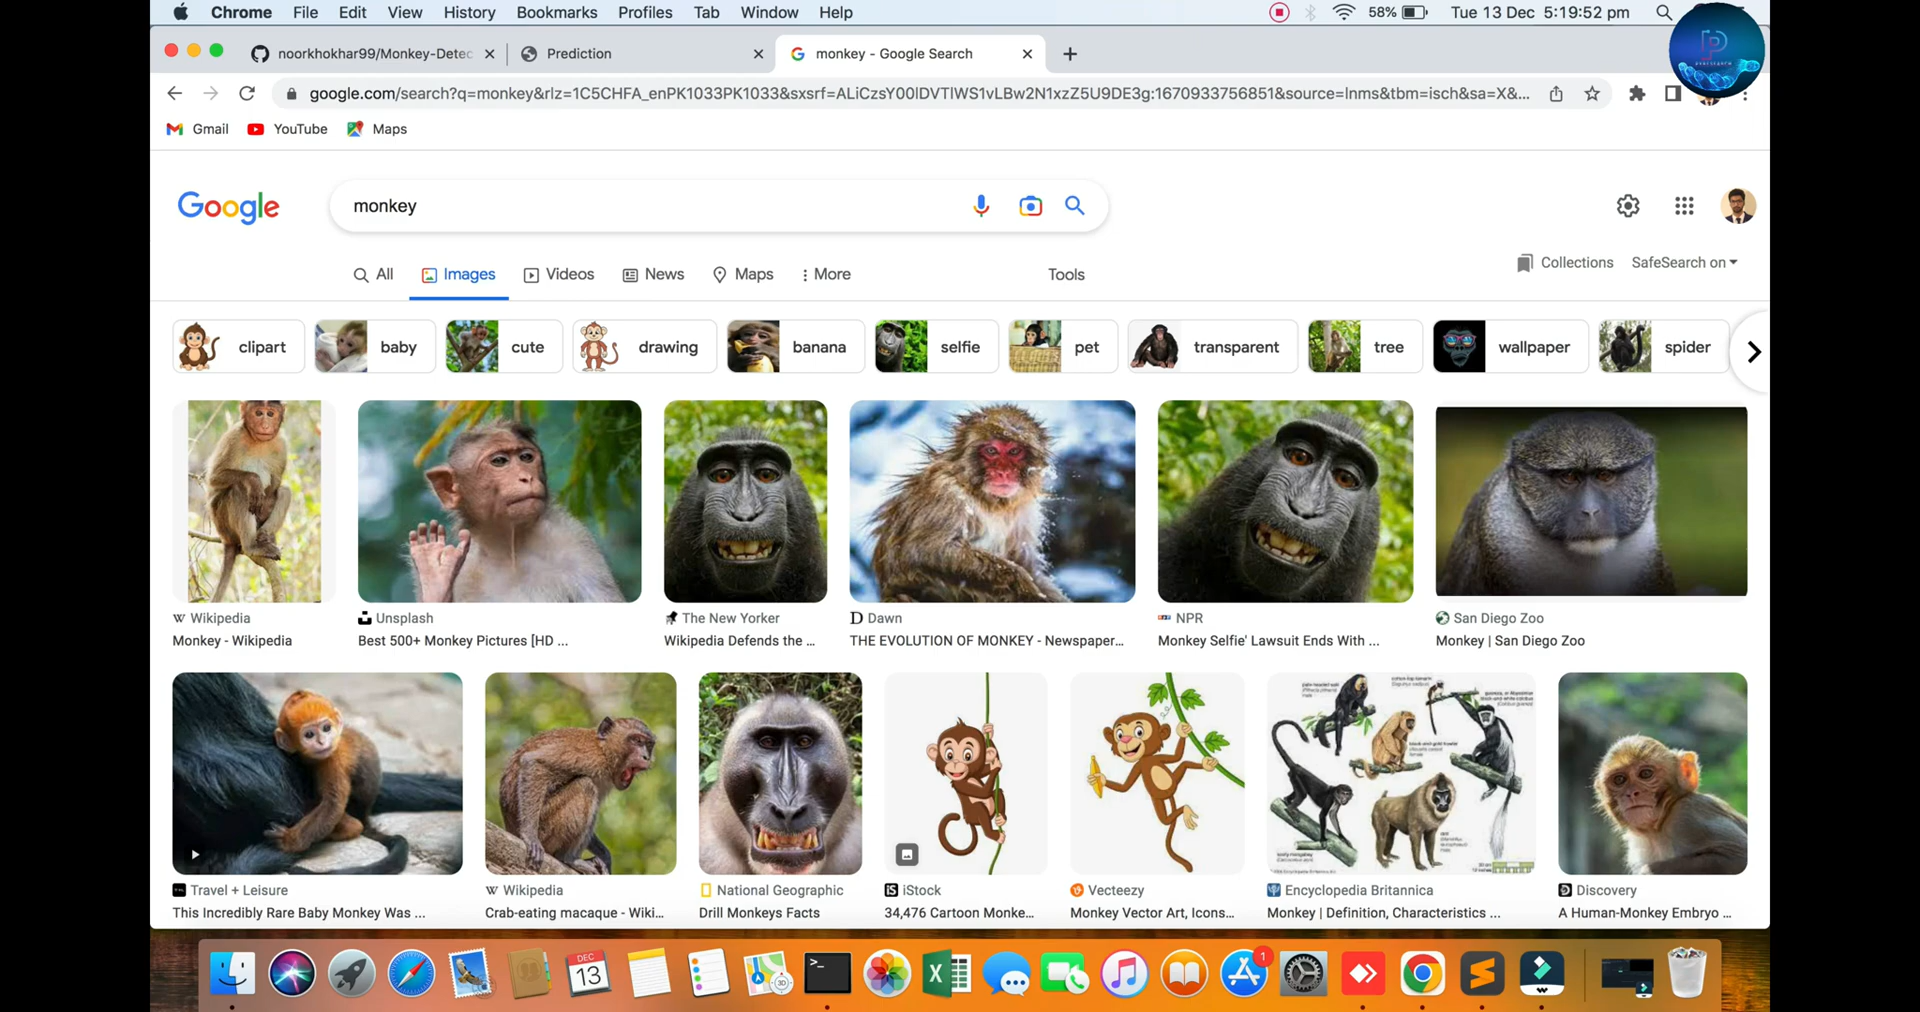 Chrome File Edit View History Bookmarks Profiles Tab Window Help 58% Tue 13 Dec 5:19:52 pm
noorkhokhar99/Monkey-Detec Prediction monkey - Google Search
google.com/search?q=monkey&rlz=1C5CHFA_enPK1033PK1033&sxsrf=ALiCzsY00lDVTlWS1vLBw2N1xzZ5U9DE3g:1670933756851&source=lnms&tbm=isch&sa=X&...
Gmail YouTube Maps
Google monkey
All Images Videos News Maps More Tools
Collections SafeSearch on
clipart baby cute drawing banana selfie pet transparent tree wallpaper spider
W Wikipedia Unsplash The New Yorker D Dawn NPR San Diego Zoo
Monkey - Wikipedia Best 500+ Monkey Pictures [HD ... Wikipedia Defends the ... THE EVOLUTION OF MONKEY - Newspaper... Monkey Selfie' Lawsuit Ends With ... Monkey | San Diego Zoo
Travel + Leisure W Wikipedia National Geographic iS iStock Vecteezy Encyclopedia Britannica D Discovery
This Incredibly Rare Baby Monkey Was ... Crab-eating macaque - Wiki... Drill Monkeys Facts 34,476 Cartoon Monke... Monkey Vector Art, Icons... Monkey | Definition, Characteristics ... A Human-Monkey Embryo ...
DEC
13
3D
1